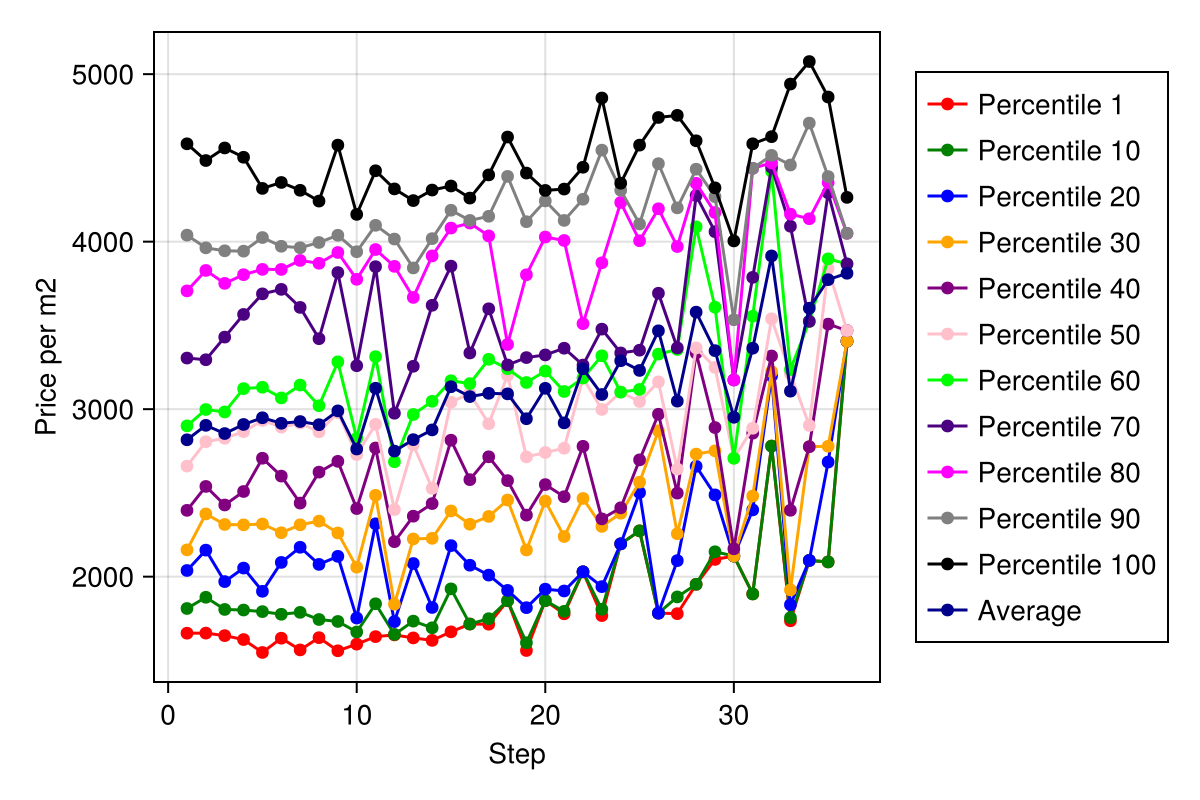 5000
4000
3000
2000
Price per m2
0 10 20 30
Step
Percentile 1
Percentile 10
Percentile 20
Percentile 30
Percentile 40
Percentile 50
Percentile 60
Percentile 70
Percentile 80
Percentile 90
Percentile 100
Average